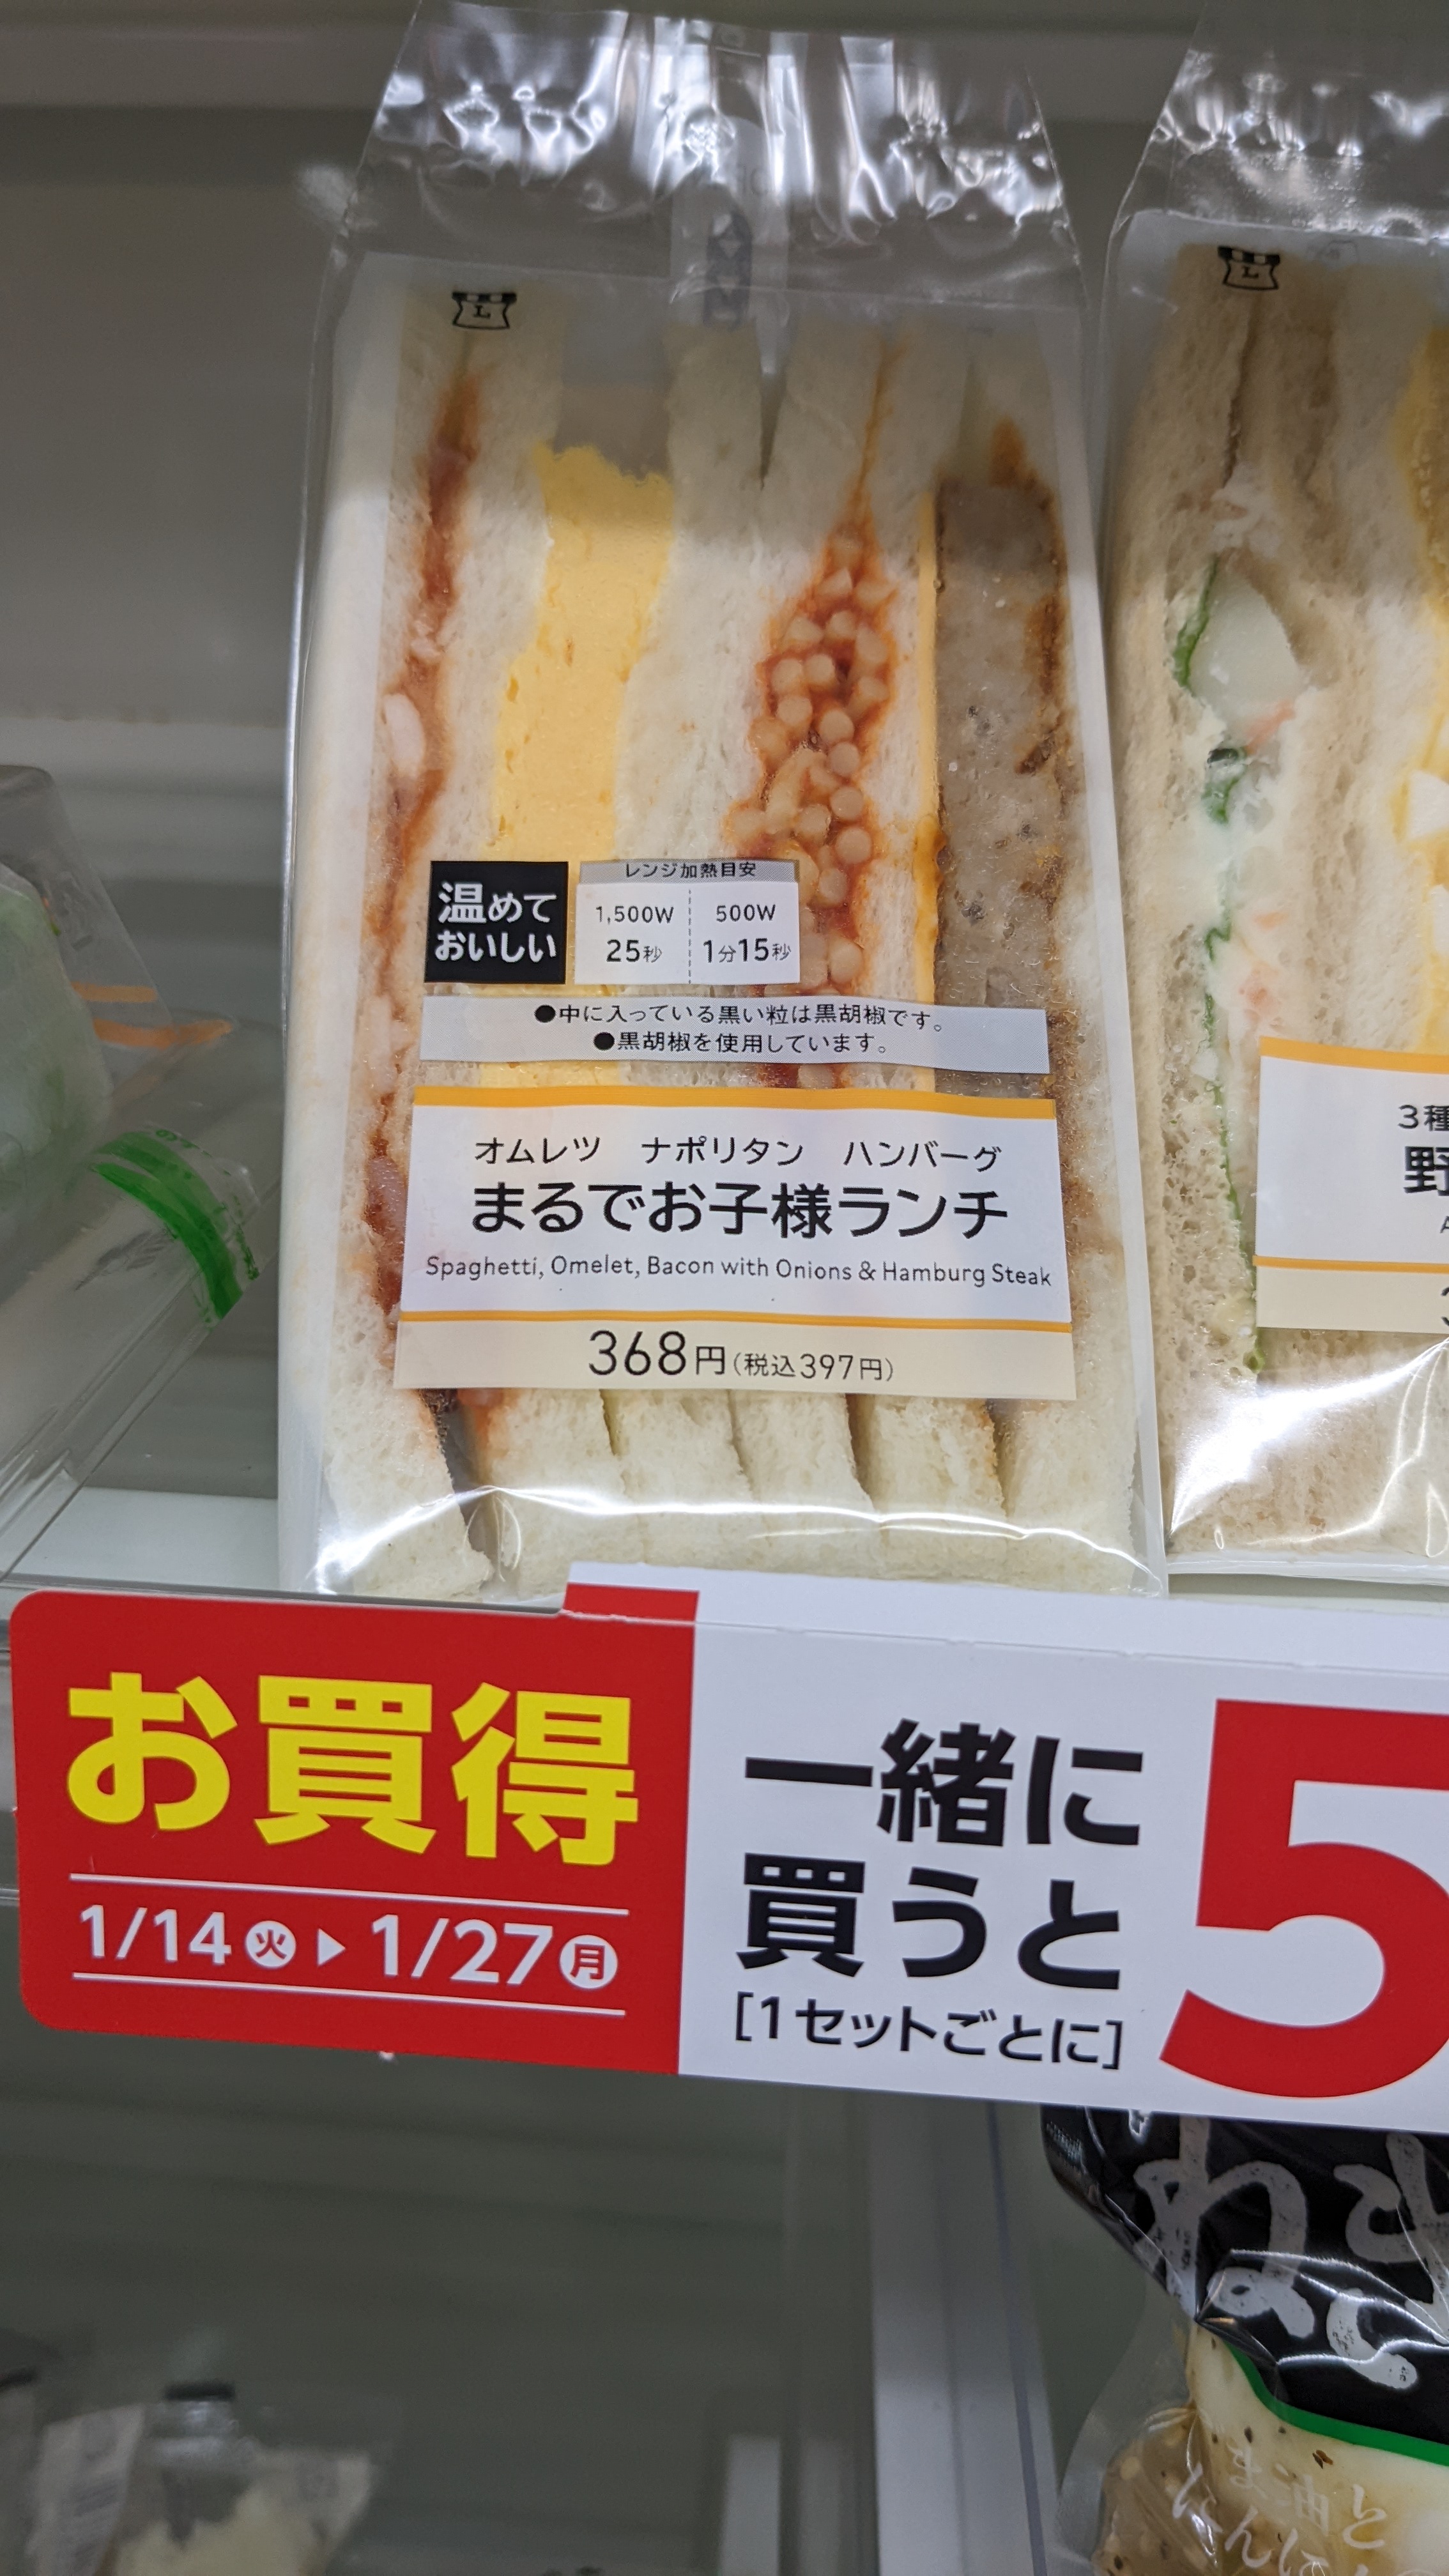 L
L
温めて
おいしい
レンジ加熱目安
1,500W 500W
25秒 1分15秒
●中に入っている黒い粒は黒胡椒です。
●黒胡椒を使用しています。
オムレツ ナポリタン ハンバーグ
まるでお子様ランチ
Spaghetti, Omelet, Bacon with Onions & Hamburg Steak
368円(税込397円)
3種
野
お買得
1/14火▶1/27月
一緒に
買うと
[1セットごとに]
5